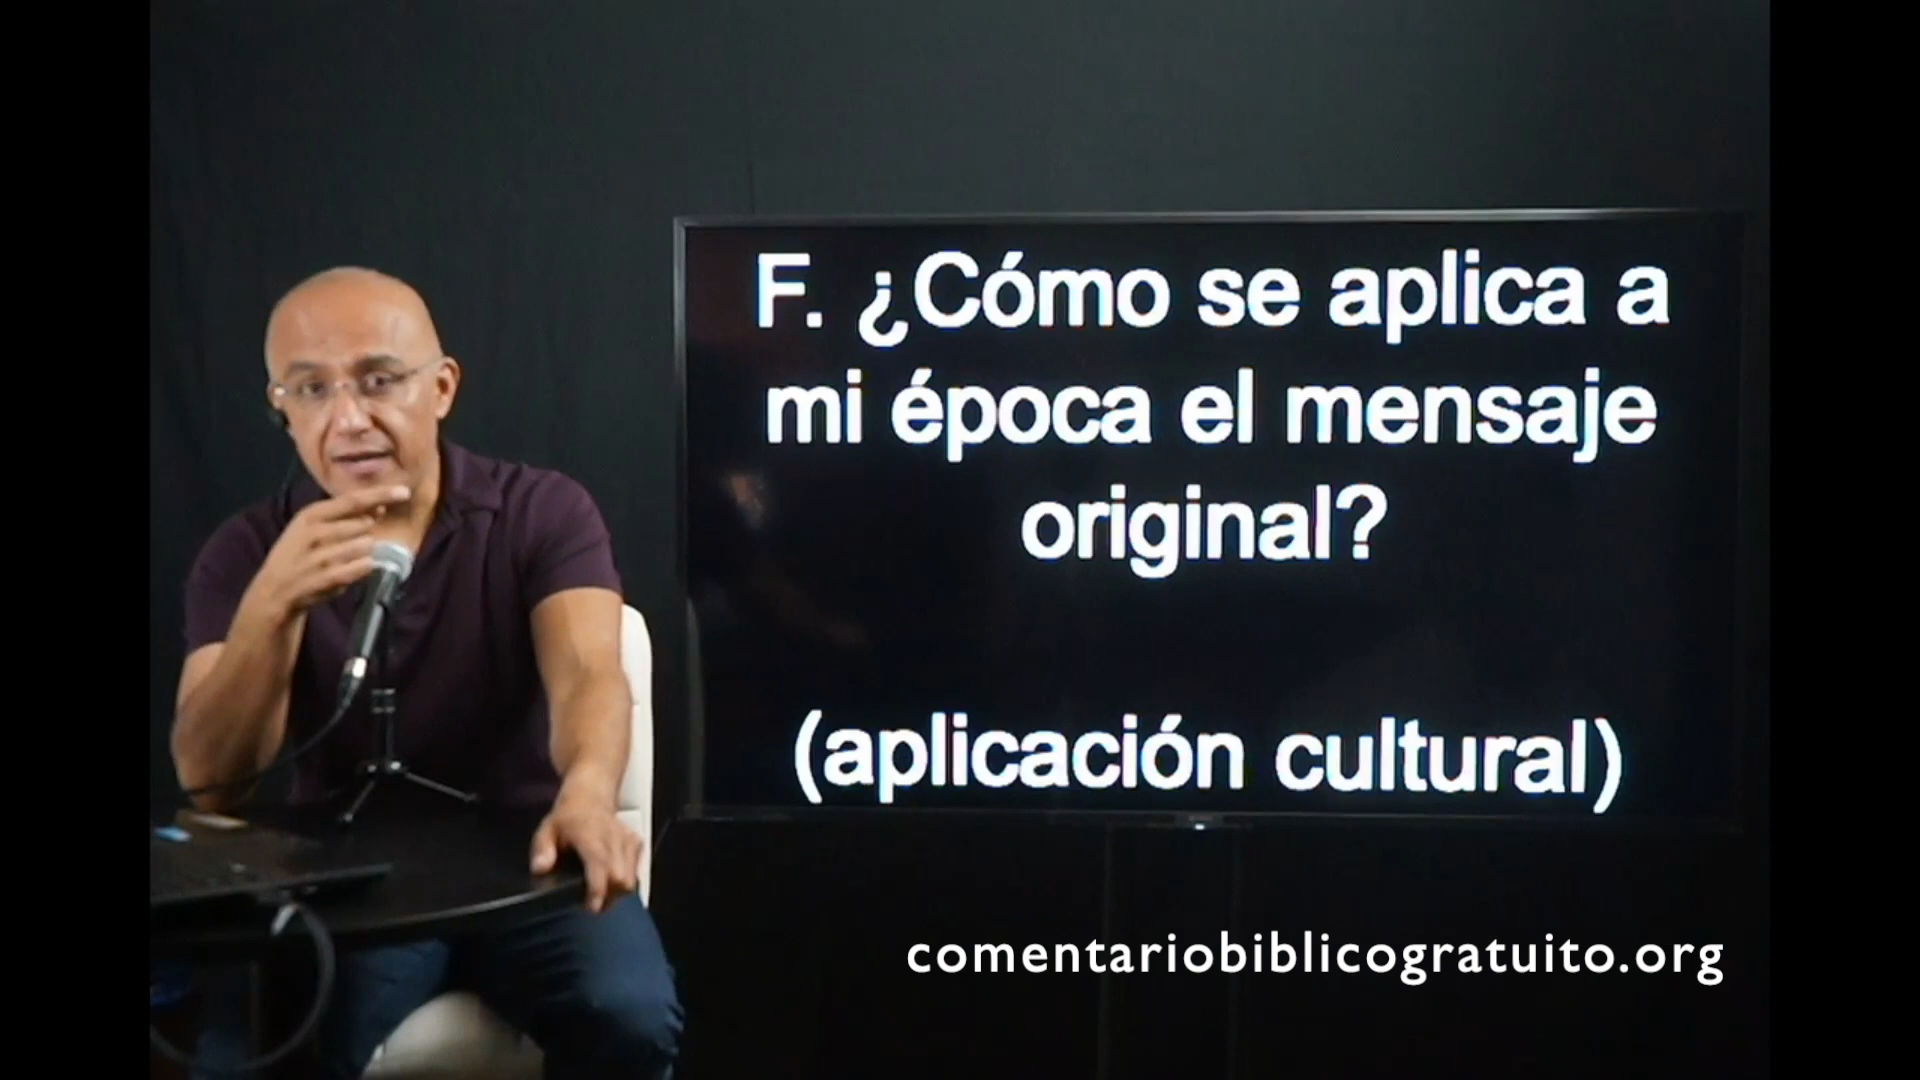 F. ¿Cómo se aplica a
mi época el mensaje
original?
(aplicación cultural)
comentariobiblicogratuito.org